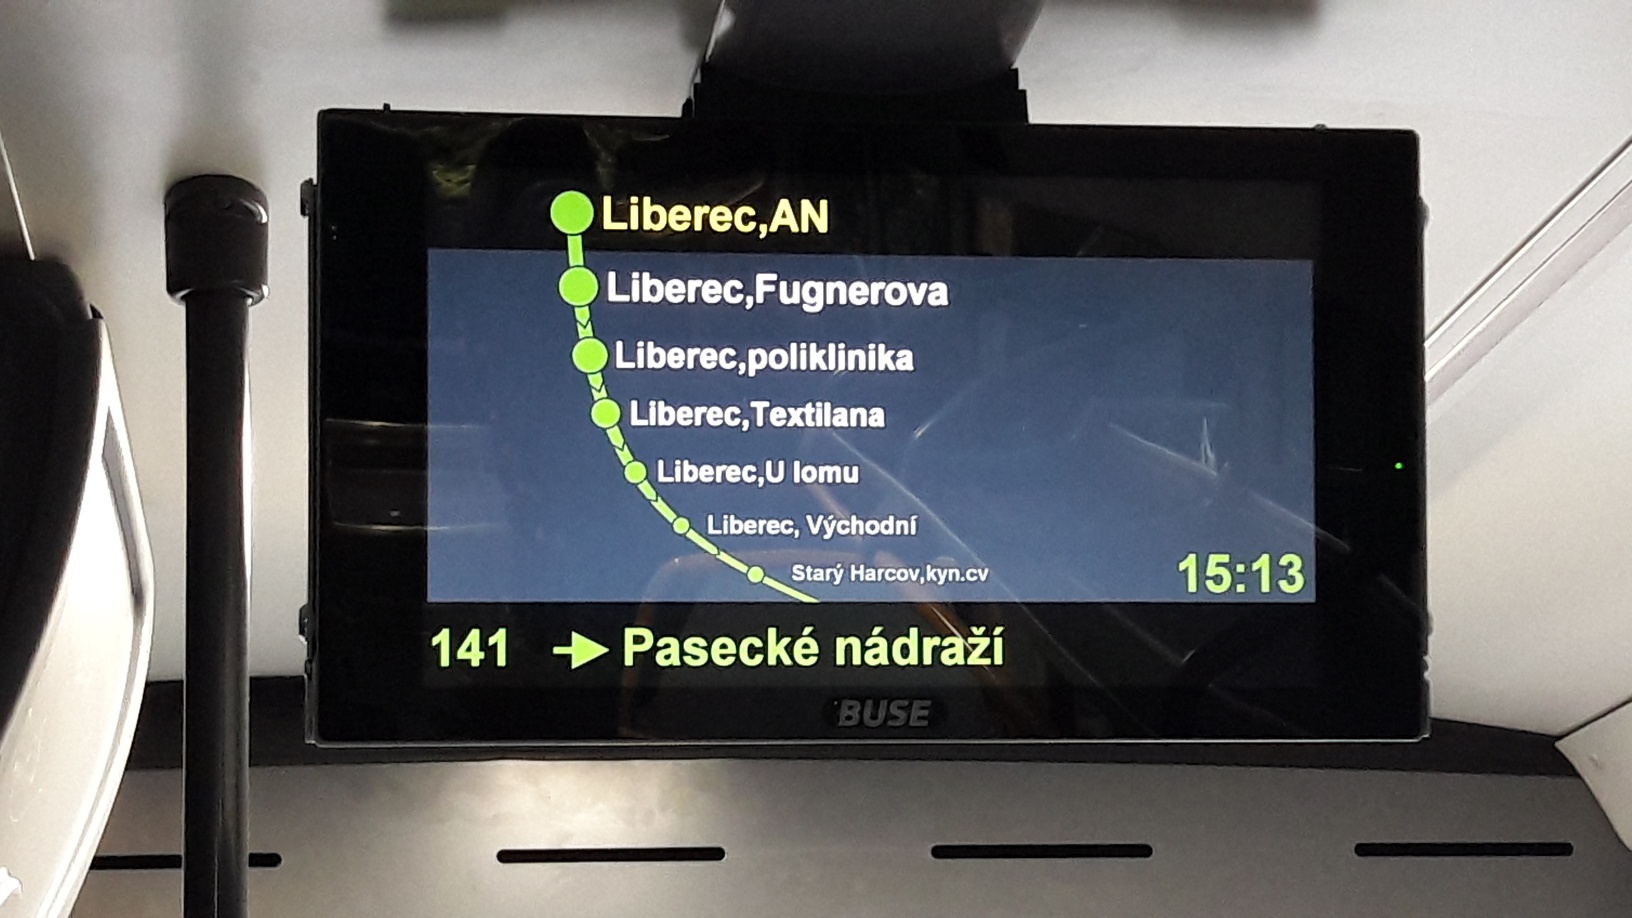 Liberec,AN
Liberec,Fugnerova
Liberec,poliklinika
Liberec,Textilana
Liberec,U lomu
Liberec, Východní
Starý Harcov,kyn.cv
15:13
141 → Pasecké nádraží
BUSE